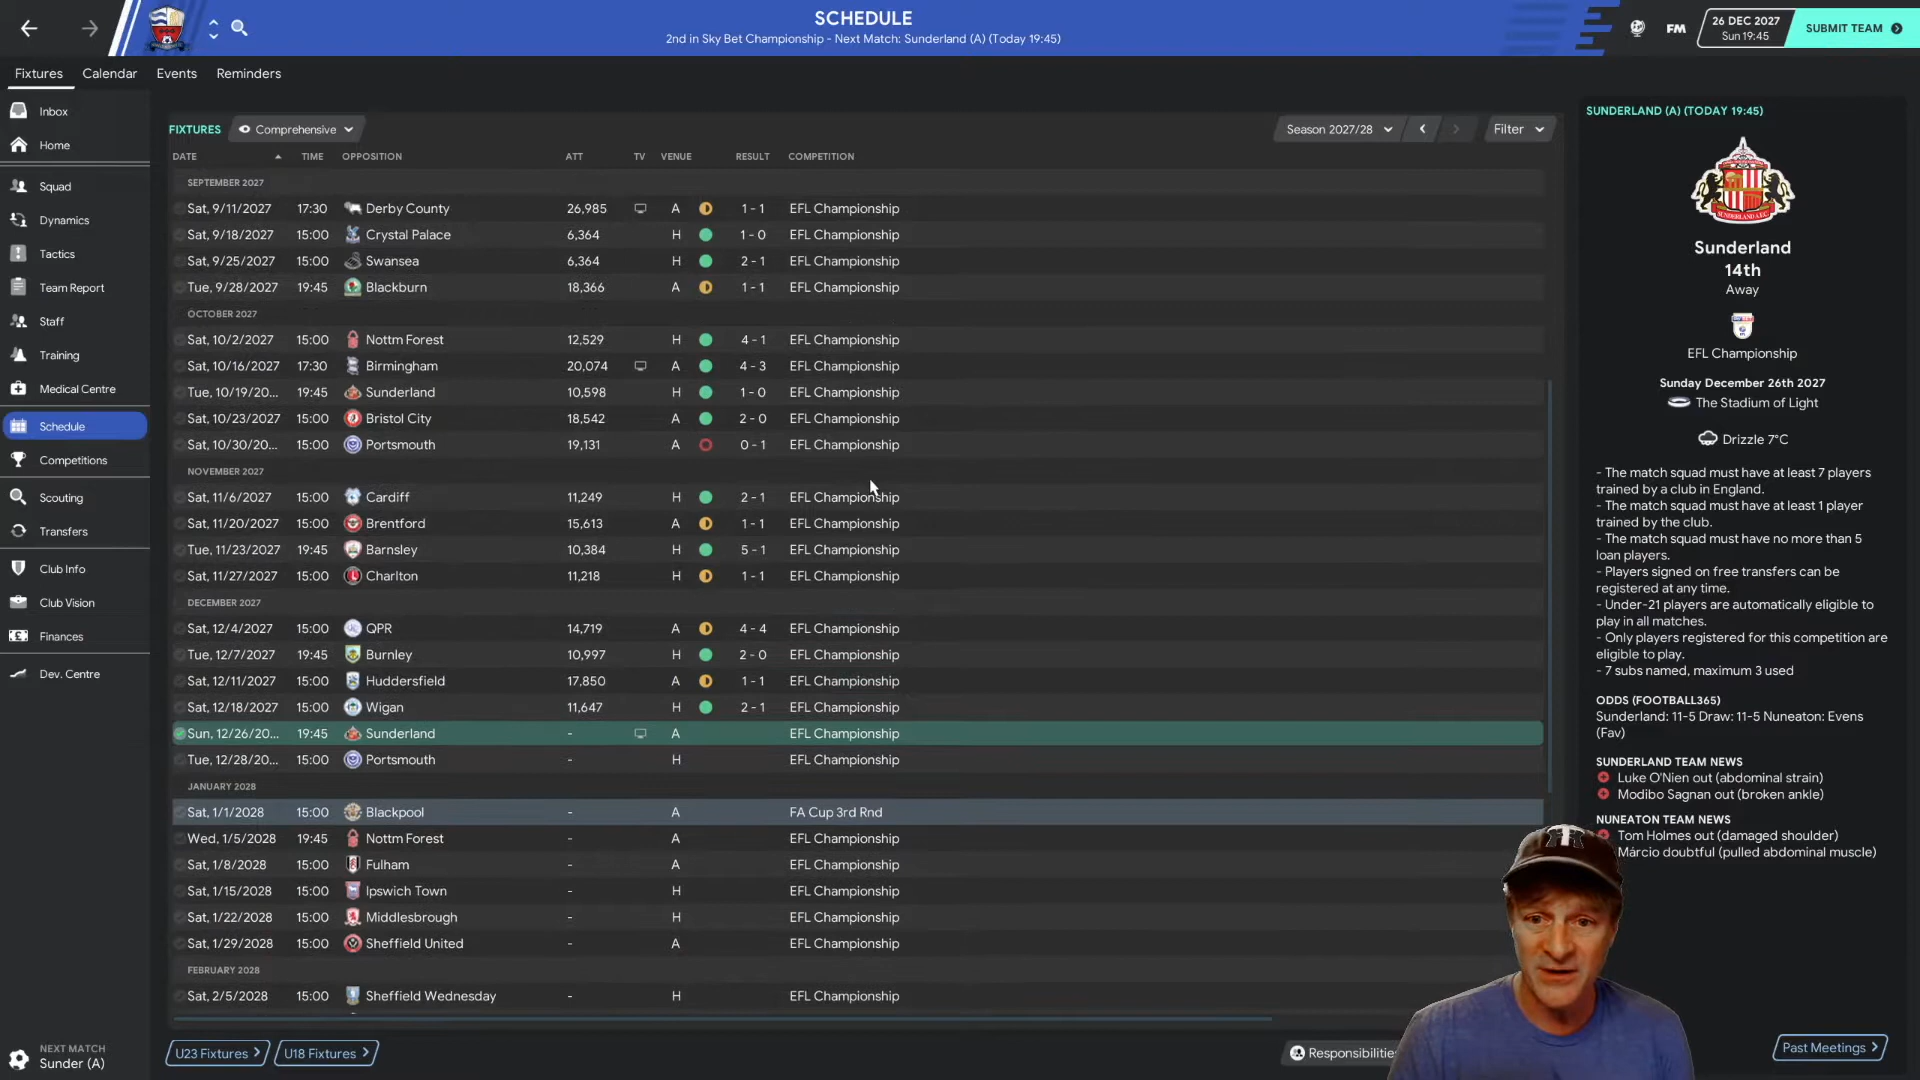 SCHEDULE
2nd in Sky Bet Championship - Next Match: Sunderland (A) (Today 19:45)
FM
26 DEC 2027
Sun 19:45
SUBMIT TEAM
Fixtures Calendar Events Reminders
Inbox
Home
Squad
Dynamics
Tactics
Team Report
Staff
Training
Medical Centre
Schedule
Competitions
Scouting
Transfers
Club Info
Club Vision
Finances
Dev. Centre
NEXT MATCH
Sunder (A)
FIXTURES Comprehensive Season 2027/28 Filter
DATE TIME OPPOSITION ATT TV VENUE RESULT COMPETITION
SEPTEMBER 2027
Sat, 9/11/2027 17:30 Derby County 26,985 A 1 - 1 EFL Championship
Sat, 9/18/2027 15:00 Crystal Palace 6,364 H 1 - 0 EFL Championship
Sat, 9/25/2027 15:00 Swansea 6,364 H 2 - 1 EFL Championship
Tue, 9/28/2027 19:45 Blackburn 18,366 A 1 - 1 EFL Championship
OCTOBER 2027
Sat, 10/2/2027 15:00 Nottm Forest 12,529 H 4 - 1 EFL Championship
Sat, 10/16/2027 17:30 Birmingham 20,074 A 4 - 3 EFL Championship
Tue, 10/19/20... 19:45 Sunderland 10,598 H 1 - 0 EFL Championship
Sat, 10/23/2027 15:00 Bristol City 18,542 A 2 - 0 EFL Championship
Sat, 10/30/20... 15:00 Portsmouth 19,131 A 0 - 1 EFL Championship
NOVEMBER 2027
Sat, 11/6/2027 15:00 Cardiff 11,249 H 2 - 1 EFL Championship
Sat, 11/20/2027 15:00 Brentford 15,613 A 1 - 1 EFL Championship
Tue, 11/23/2027 19:45 Barnsley 10,384 H 5 - 1 EFL Championship
Sat, 11/27/2027 15:00 Charlton 11,218 H 1 - 1 EFL Championship
DECEMBER 2027
Sat, 12/4/2027 15:00 QPR 14,719 A 4 - 4 EFL Championship
Tue, 12/7/2027 19:45 Burnley 10,997 H 2 - 0 EFL Championship
Sat, 12/11/2027 15:00 Huddersfield 17,850 A 1 - 1 EFL Championship
Sat, 12/18/2027 15:00 Wigan 11,647 H 2 - 1 EFL Championship
Sun, 12/26/20... 19:45 Sunderland - A EFL Championship
Tue, 12/28/20... 15:00 Portsmouth - H EFL Championship
JANUARY 2028
Sat, 1/1/2028 15:00 Blackpool - A FA Cup 3rd Rnd
Wed, 1/5/2028 19:45 Nottm Forest - A EFL Championship
Sat, 1/8/2028 15:00 Fulham - A EFL Championship
Sat, 1/15/2028 15:00 Ipswich Town - H EFL Championship
Sat, 1/22/2028 15:00 Middlesbrough - H EFL Championship
Sat, 1/29/2028 15:00 Sheffield United - A EFL Championship
FEBRUARY 2028
Sat, 2/5/2028 15:00 Sheffield Wednesday - H EFL Championship
U23 Fixtures U18 Fixtures Responsibilitie
SUNDERLAND (A) (TODAY 19:45)
Sunderland
14th
Away
EFL Championship
Sunday December 26th 2027
The Stadium of Light
Drizzle 7°C
- The match squad must have at least 7 players
trained by a club in England.
- The match squad must have at least 1 player
trained by the club.
- The match squad must have no more than 5
loan players.
- Players signed on free transfers can be
registered at any time.
- Under-21 players are automatically eligible to
play in all matches.
- Only players registered for this competition are
eligible to play.
- 7 subs named, maximum 3 used
ODDS (FOOTBALL365)
Sunderland: 11-5 Draw: 11-5 Nuneaton: Evens
(Fav)
SUNDERLAND TEAM NEWS
Luke O'Nien out (abdominal strain)
Modibo Sagnan out (broken ankle)
NUNEATON TEAM NEWS
Tom Holmes out (damaged shoulder)
Márcio doubtful (pulled abdominal muscle)
Past Meetings